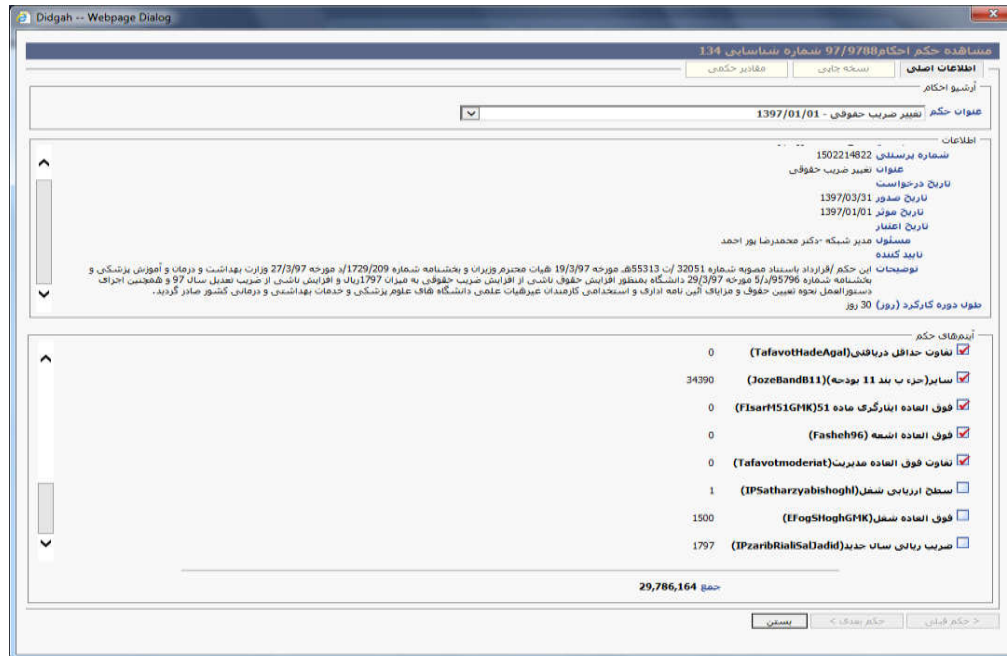 Didgah -- Webpage Dialog
مشاهده حکم احکام97/9788 شماره شناسایی 134
اطلاعات اصلی
نسخه چاپی
مقادیر حکمی
آرشیو احکام
عنوان حکم تغییر ضریب حقوقی - 1397/01/01
اطلاعات
شماره پرسنلی 1502214822
عنوان تغییر ضریب حقوقی
تاریخ درخواست
تاریخ صدور 1397/03/31
تاریخ موثر 1397/01/01
تاریخ اعتبار
مسئول مدیر شبکه -دکتر محمدرضا پور احمد
تایید کننده
توضیحات این حکم /قرارداد باستناد مصوبه شماره 32051 /ت 55313هـ مورخه 19/3/97 هیات محترم وزیران و بخشنامه شماره 1729/209/د مورخه 27/3/97 وزارت بهداشت و درمان و آموزش پزشکی و
بخشنامه شماره 95796/د/5 مورخه 29/3/97 دانشگاه بمنظور افزایش حقوق ناشی از افزایش ضریب حقوقی به میزان 1797ریال و افزایش ناشی از ضریب تعدیل سال 97 و همچنین اجرای
دستورالعمل نحوه تعیین حقوق و مزایای آئین نامه اداری و استخدامی کارمندان غیرهیات علمی دانشگاه های علوم پزشکی و خدمات بهداشتی و درمانی کشور صادر گردید.
طول دوره کارکرد (روز) 30 روز
آیتم‌های حکم
تفاوت حداقل دریافتی(TafavotHadeAgal) 0
سایر(جزء ب بند 11 بودجه)(JozeBandB11) 34390
فوق العاده ایثارگری ماده 51(FIsarM51GMK) 0
فوق العاده اشعه (Fasheh96) 0
تفاوت فوق العاده مدیریت(Tafavotmoderiat) 0
سطح ارزیابی شغل(IPSatharzyabishoghl) 1
فوق العاده شغل(EFogSHoghGMK) 1500
ضریب ریالی سال جدید(IPzaribRialiSalJadid) 1797
جمع 29,786,164
< حکم قبلی
حکم بعدی >
بستن